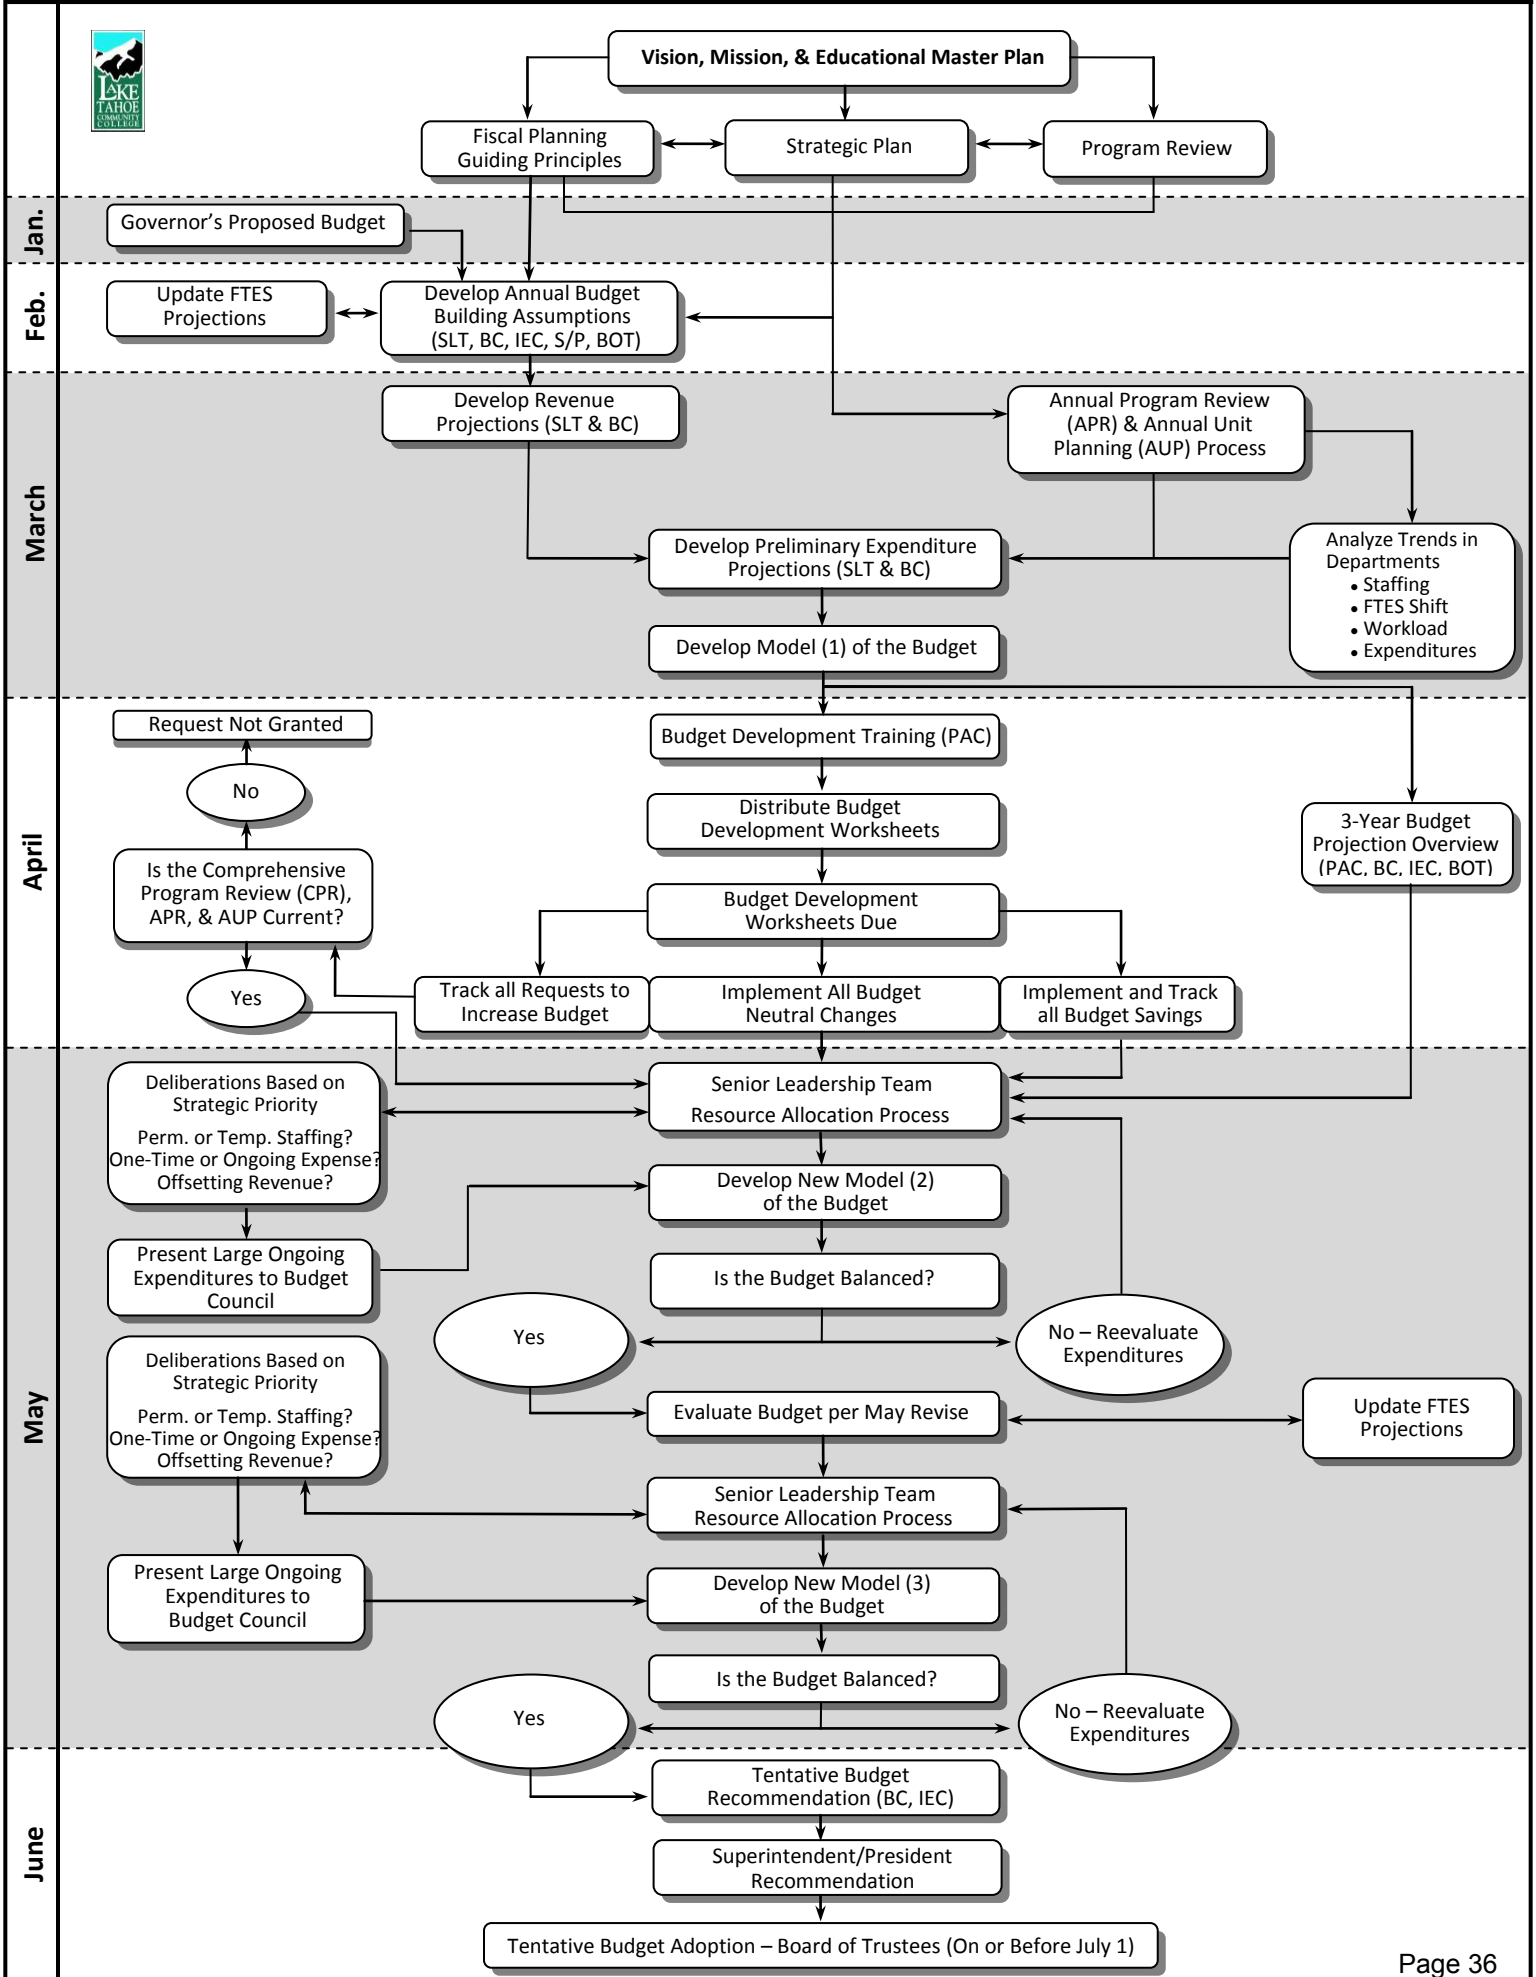 LAKE
TAHOE
COMMUNITY
COLLEGE
Vision, Mission, & Educational Master Plan
Fiscal Planning
Guiding Principles
Strategic Plan
Program Review
Jan.
Governor's Proposed Budget
Feb.
Update FTES
Projections
Develop Annual Budget
Building Assumptions
(SLT, BC, IEC, S/P, BOT)
March
Develop Revenue
Projections (SLT & BC)
Annual Program Review
(APR) & Annual Unit
Planning (AUP) Process
Develop Preliminary Expenditure
Projections (SLT & BC)
Analyze Trends in
Departments
• Staffing
• FTES Shift
• Workload
• Expenditures
Develop Model (1) of the Budget
April
Request Not Granted
No
Is the Comprehensive
Program Review (CPR),
APR, & AUP Current?
Yes
Budget Development Training (PAC)
Distribute Budget
Development Worksheets
Budget Development
Worksheets Due
3-Year Budget
Projection Overview
(PAC, BC, IEC, BOT)
Track all Requests to
Increase Budget
Implement All Budget
Neutral Changes
Implement and Track
all Budget Savings
May
Deliberations Based on
Strategic Priority
Perm. or Temp. Staffing?
One-Time or Ongoing Expense?
Offsetting Revenue?
Senior Leadership Team
Resource Allocation Process
Develop New Model (2)
of the Budget
Present Large Ongoing
Expenditures to Budget
Council
Is the Budget Balanced?
Yes
No – Reevaluate
Expenditures
Deliberations Based on
Strategic Priority
Perm. or Temp. Staffing?
One-Time or Ongoing Expense?
Offsetting Revenue?
Evaluate Budget per May Revise
Update FTES
Projections
Senior Leadership Team
Resource Allocation Process
Present Large Ongoing
Expenditures to
Budget Council
Develop New Model (3)
of the Budget
Is the Budget Balanced?
Yes
No – Reevaluate
Expenditures
June
Tentative Budget
Recommendation (BC, IEC)
Superintendent/President
Recommendation
Tentative Budget Adoption – Board of Trustees (On or Before July 1)
Page 36